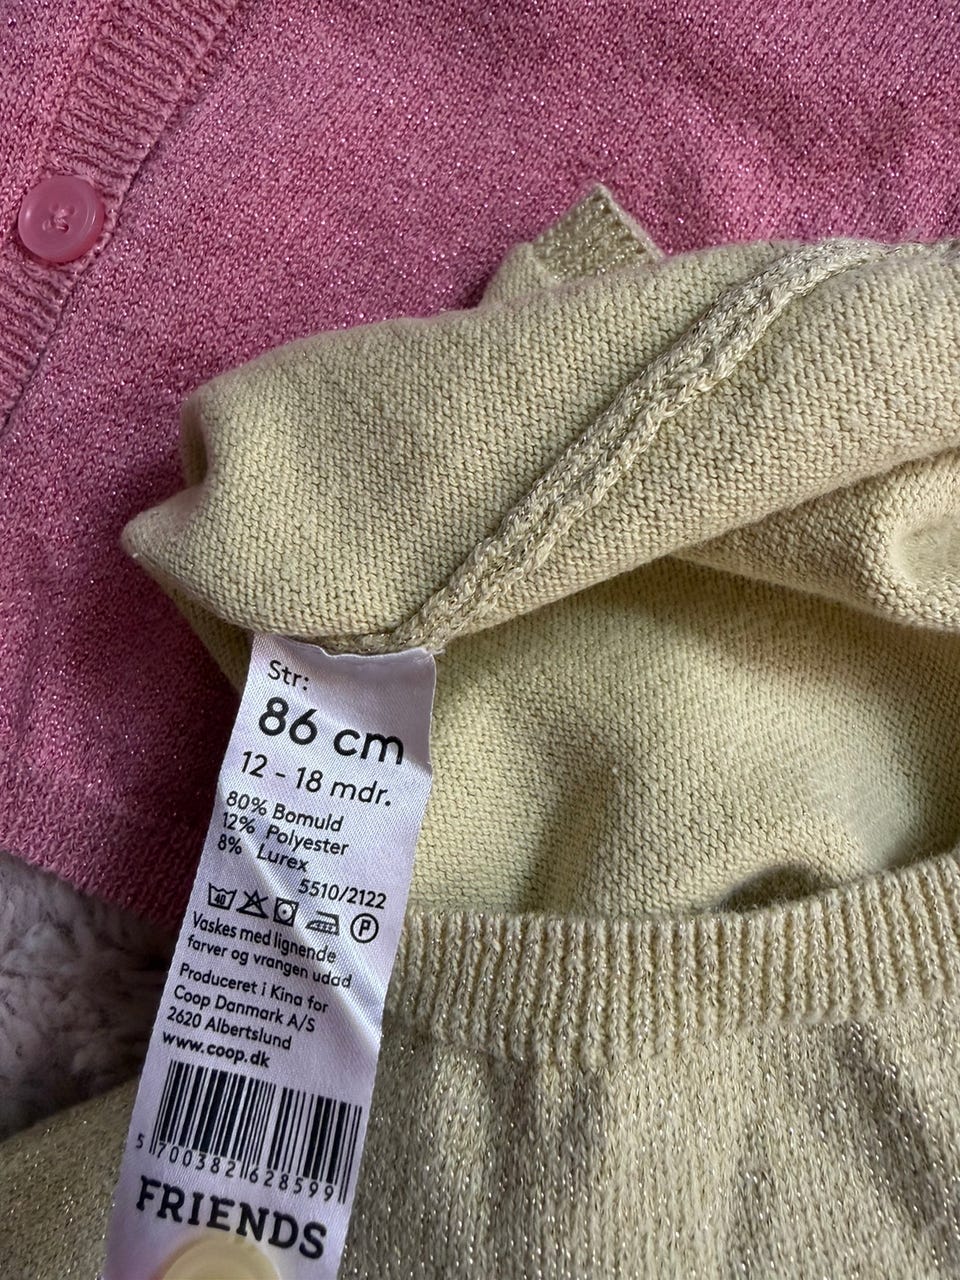 Str:
86 cm
12 - 18 mdr.
80% Bomuld
12% Polyester
8% Lurex
5510/2122
40
P
Vaskes med lignende
farver og vrangen udad
Produceret i Kina for
Coop Danmark A/S
2620 Albertslund
www.coop.dk
5 700382 628599
FRIENDS